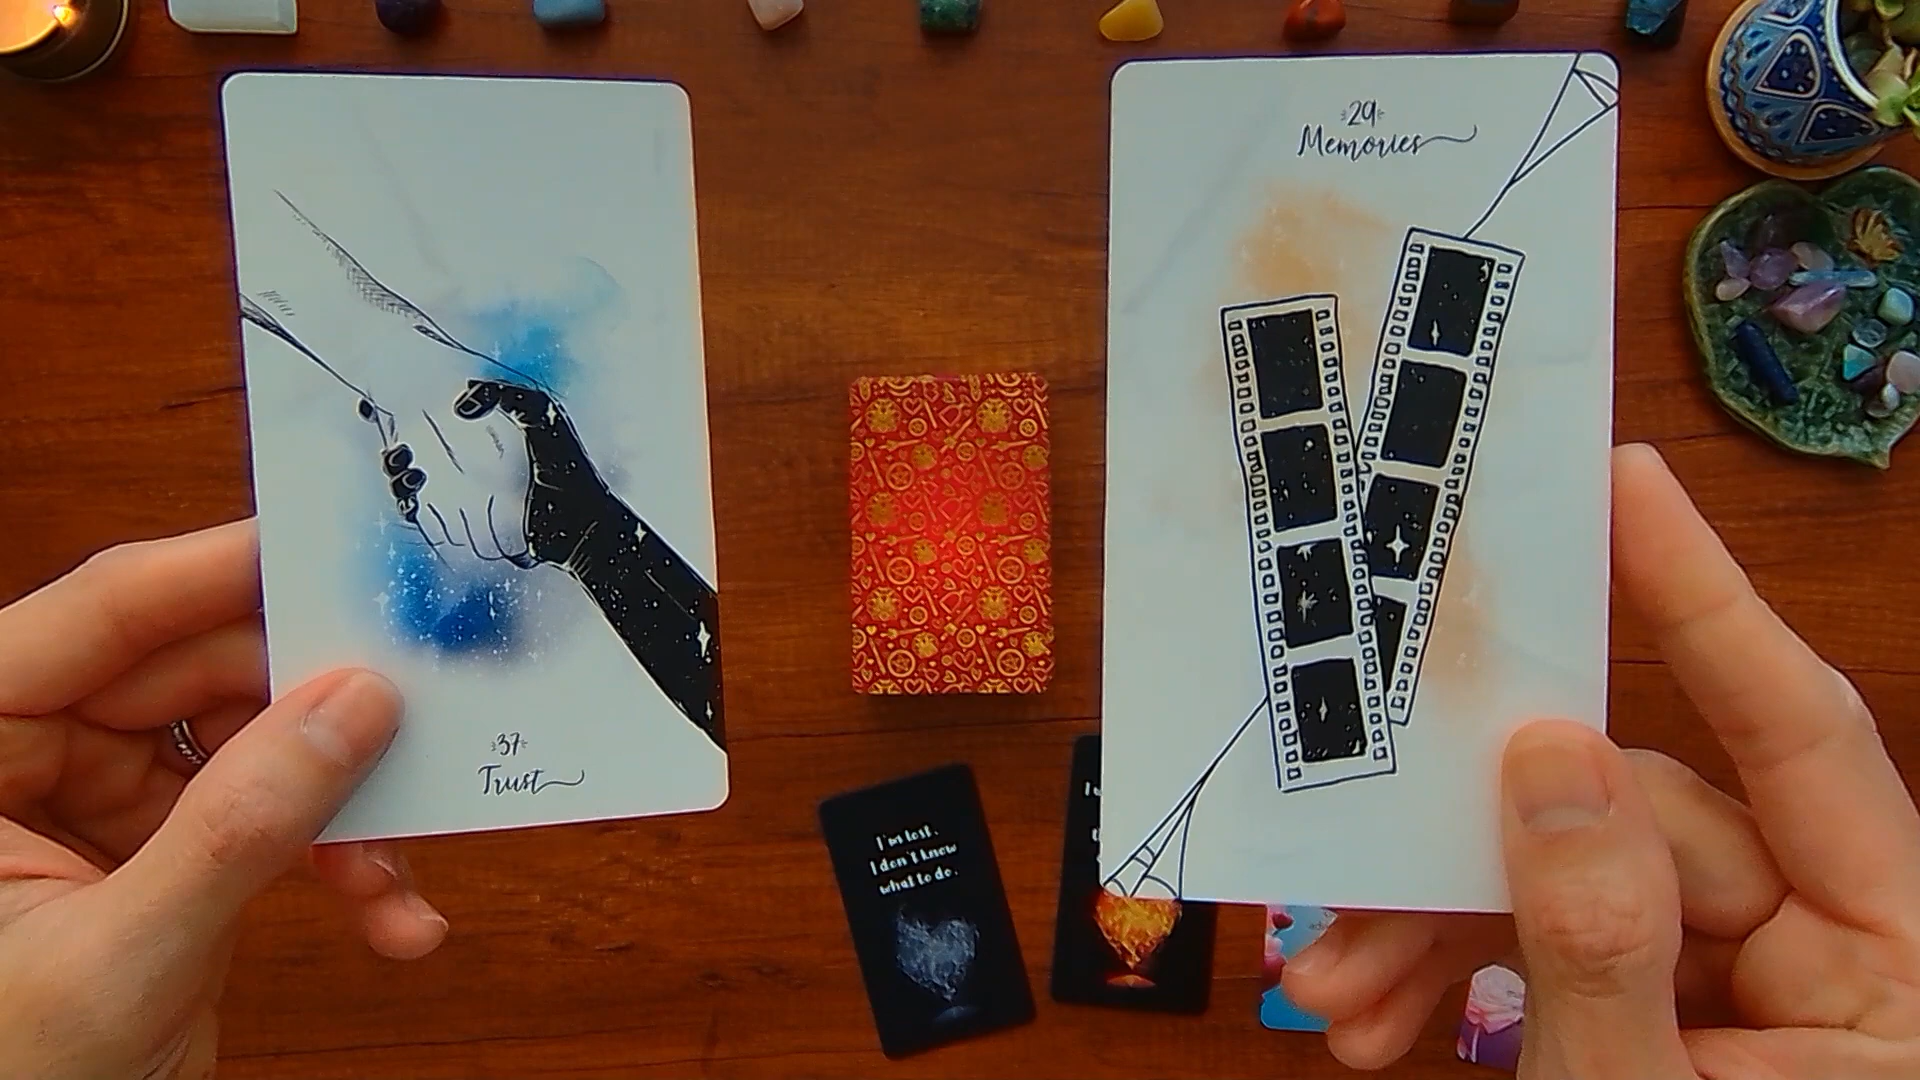 37
Trust
29
Memories
I'm lost.
I don't know
what to do.